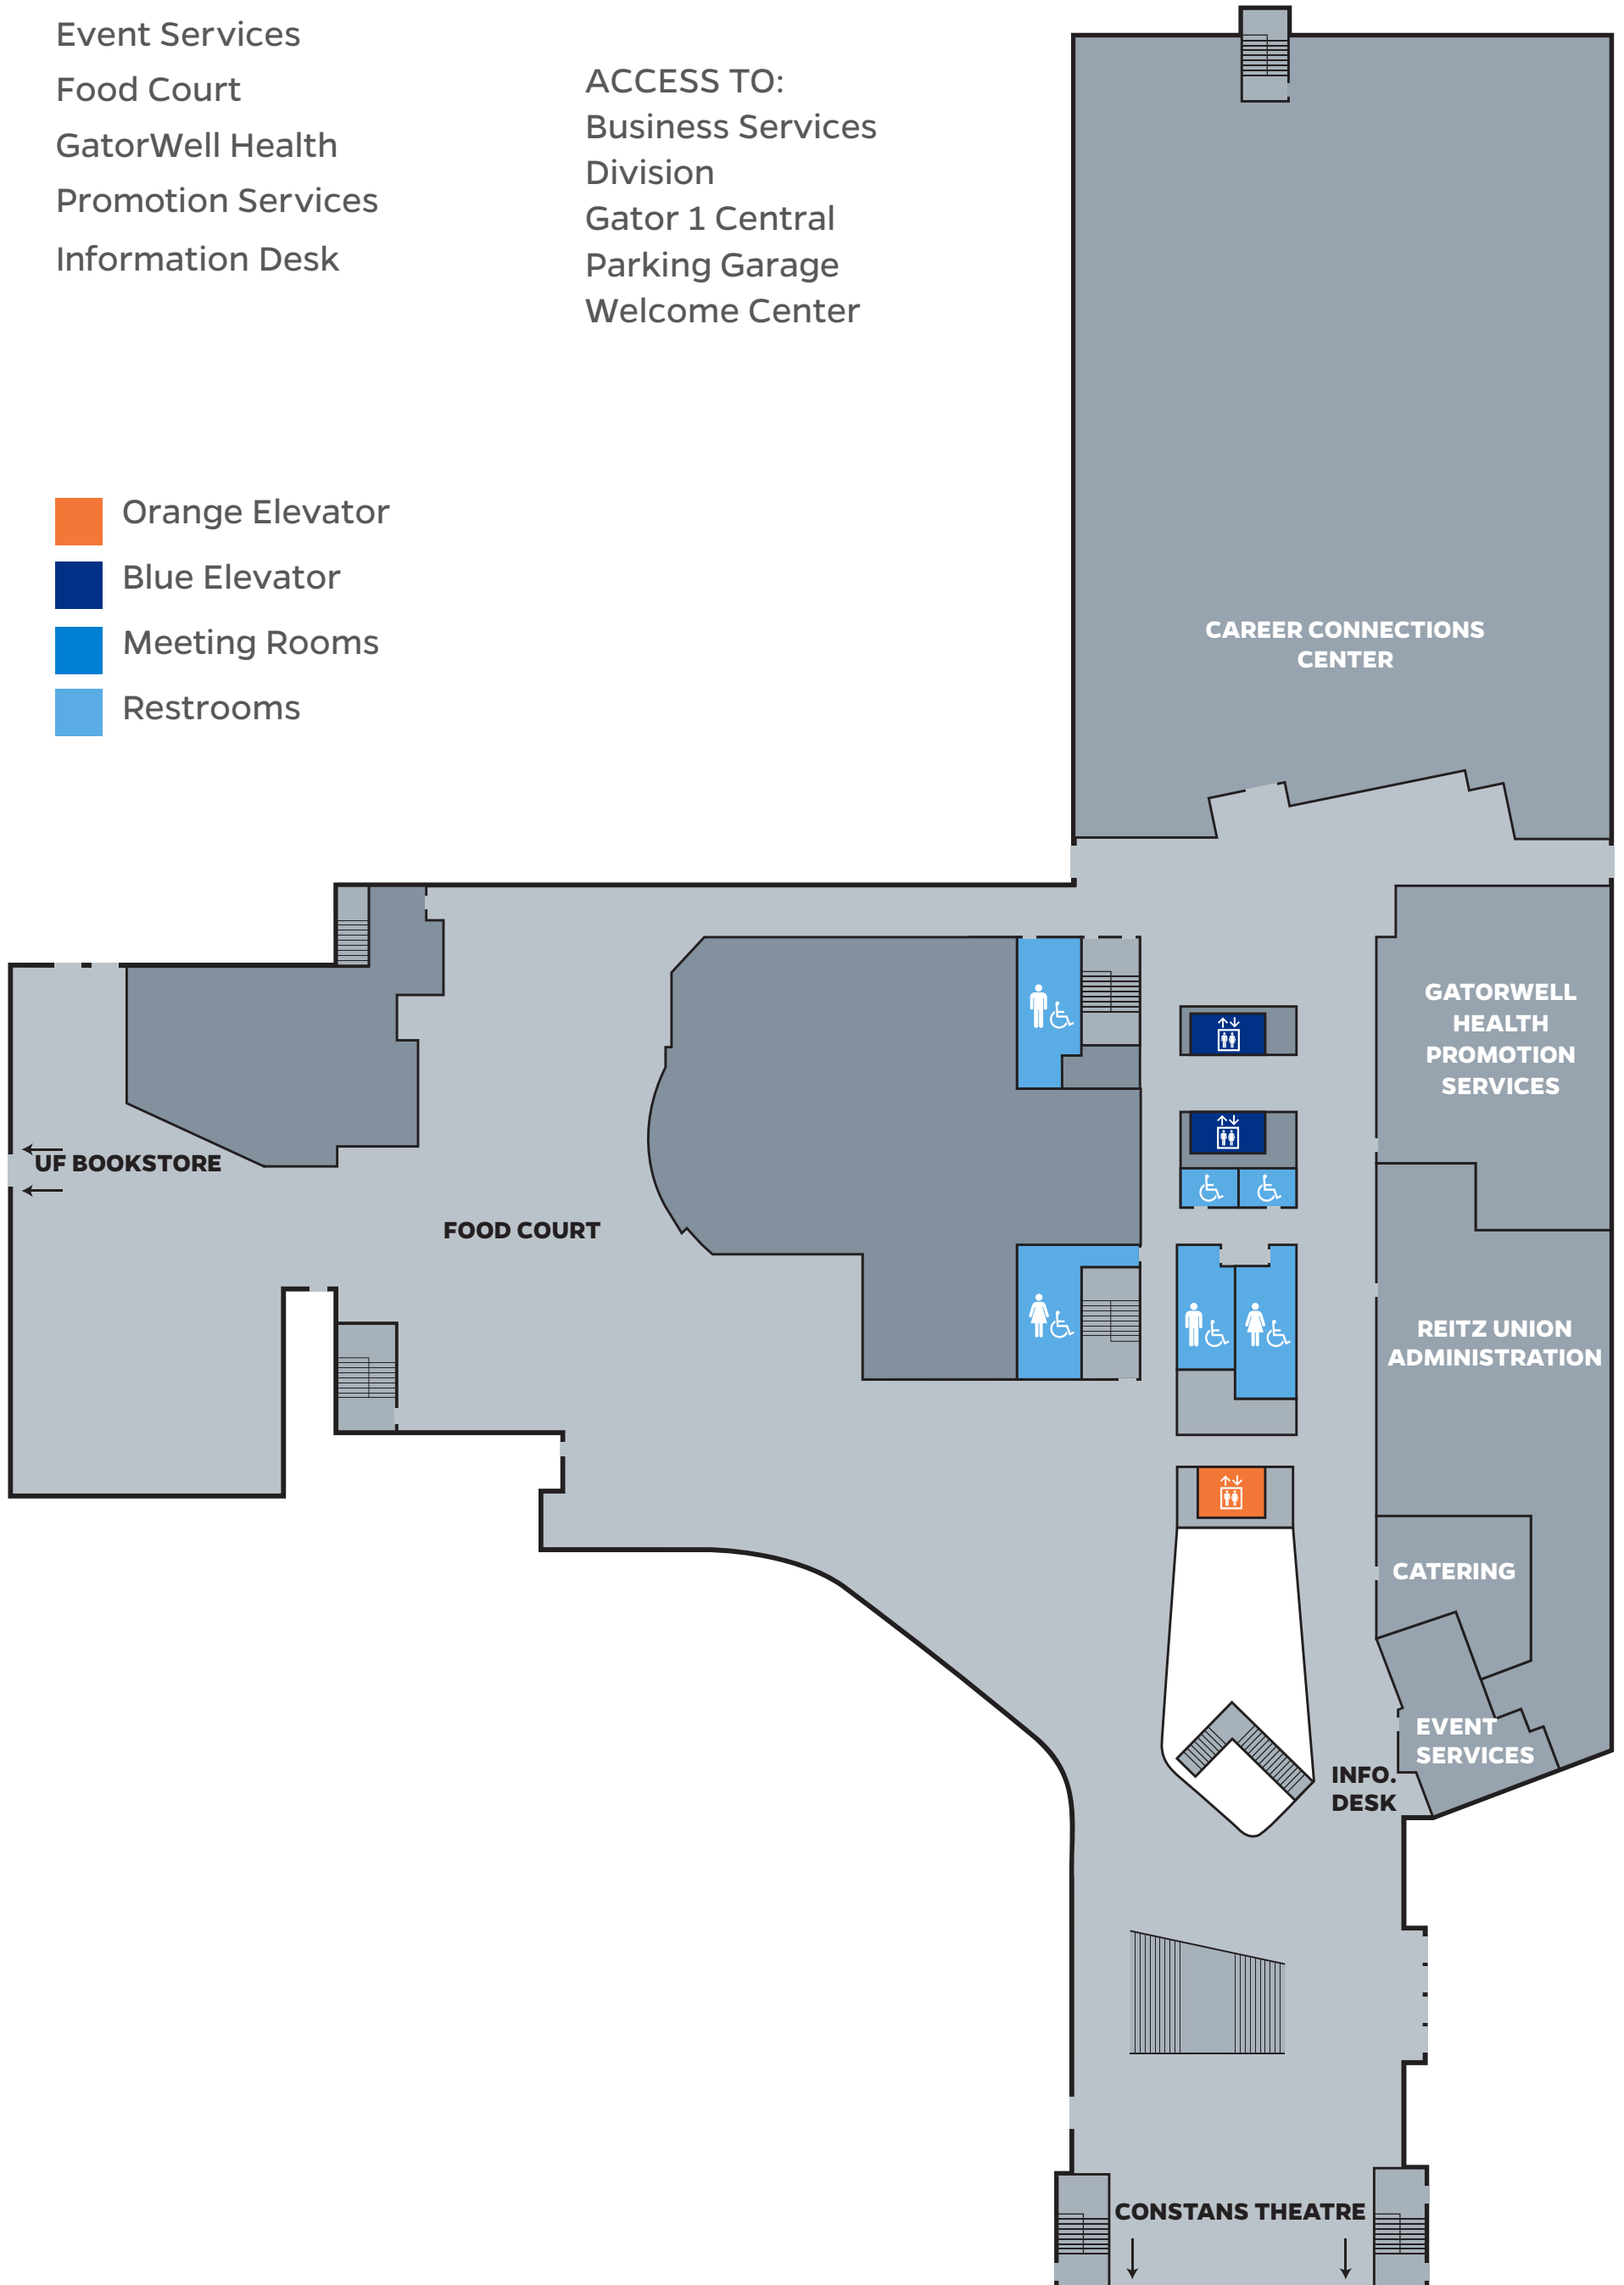 Event Services
Food Court
GatorWell Health
Promotion Services
Information Desk
ACCESS TO:
Business Services
Division
Gator 1 Central
Parking Garage
Welcome Center
Orange Elevator
Blue Elevator
Meeting Rooms
Restrooms
CAREER CONNECTIONS
CENTER
GATORWELL
HEALTH
PROMOTION
SERVICES
UF BOOKSTORE
FOOD COURT
REITZ UNION
ADMINISTRATION
CATERING
EVENT
SERVICES
INFO.
DESK
CONSTANS THEATRE